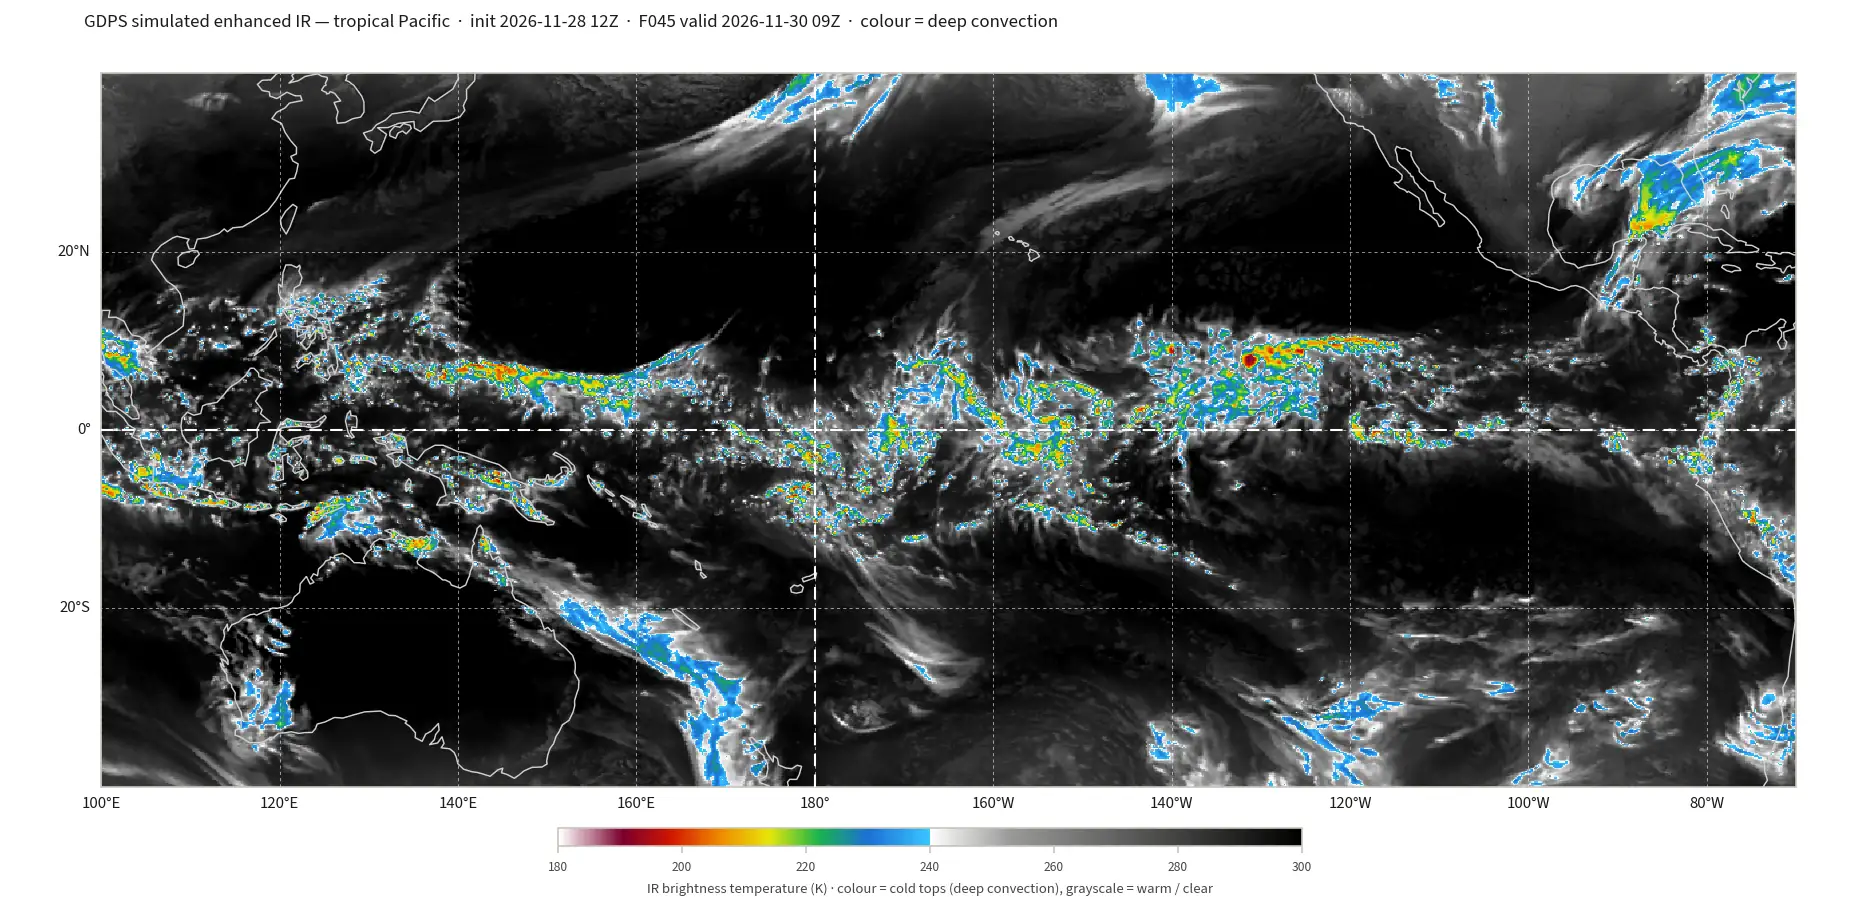 GDPS simulated enhanced IR — tropical Pacific · init 2026-11-28 12Z · F045 valid 2026-11-30 09Z · colour = deep convection
20°N
0°
20°S
100°E 120°E 140°E 160°E 180° 160°W 140°W 120°W 100°W 80°W
180 200 220 240 260 280 300
IR brightness temperature (K) · colour = cold tops (deep convection), grayscale = warm / clear